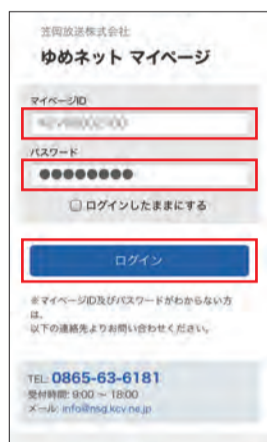 笠岡放送株式会社
ゆめネット マイページ
マイページID
パスワード
●●●●●●●●
ログインしたままにする
ログイン
※マイページID及びパスワードがわからない方
は、
以下の連絡先よりお問い合わせください。
TEL: 0865-63-6181
受付時間: 9:00 ～ 18:00
メール: info@nsg.kcv.ne.jp